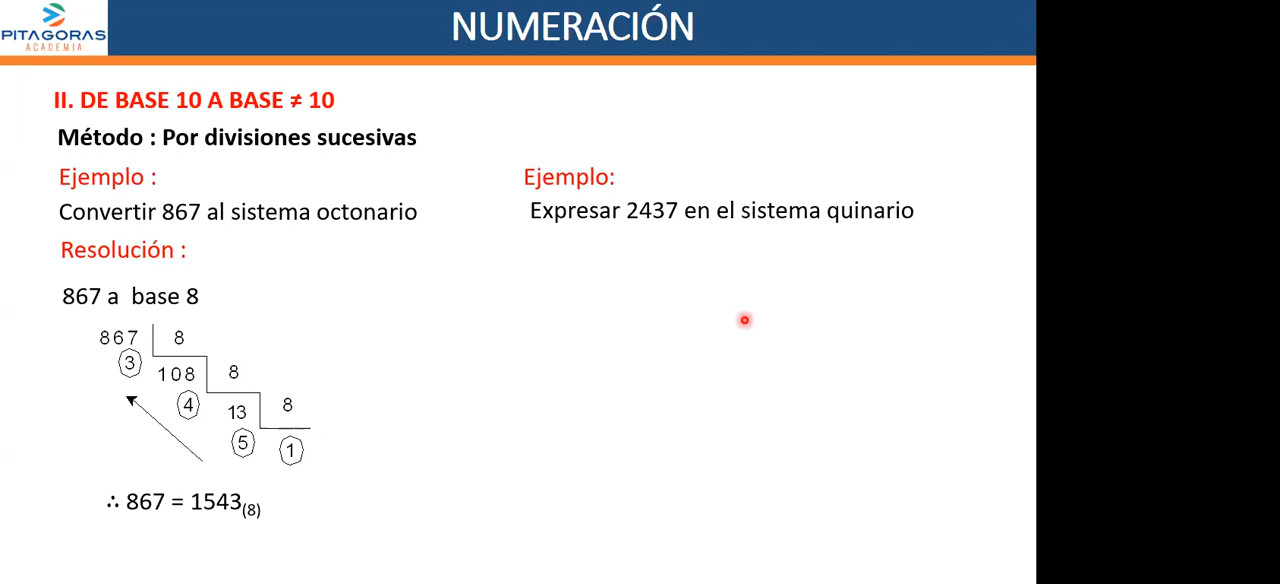 PITAGORAS
ACADEMIA
NUMERACIÓN
II. DE BASE 10 A BASE ≠ 10
Método : Por divisiones sucesivas
Ejemplo :
Convertir 867 al sistema octonario
Resolución :
867 a base 8
867 8
3 108 8
4 13 8
5 1
∴ 867 = 1543(8)
Ejemplo:
Expresar 2437 en el sistema quinario